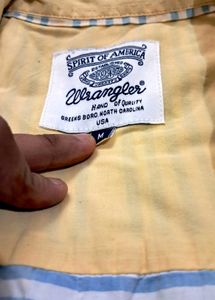 SPIRIT OF AMERICA
Wrangler
HAND of QUALITY
GREENSBORO, NORTH CAROLINA
USA
M